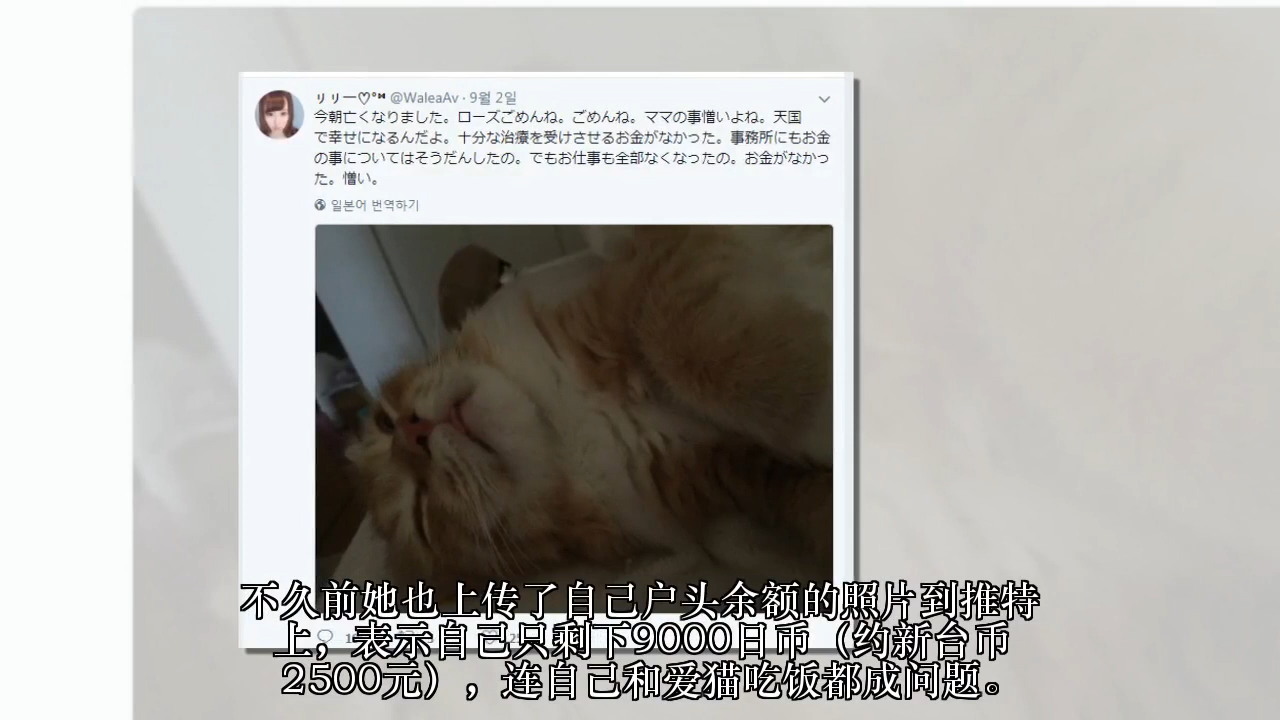 リリー♡°ᴹ @WaleaAv · 9월 2일
今朝亡くなりました。ローズごめんね。ごめんね。ママの事憎いよね。天国
で幸せになるんだよ。十分な治療を受けさせるお金がなかった。事務所にもお金
の事についてはそうだんしたの。でもお仕事も全部なくなったの。お金がなかっ
た。憎い。
일본어 번역하기
不久前她也上传了自己户头余额的照片到推特
上，表示自己只剩下9000日币（约新台币
2500元），连自己和爱猫吃饭都成问题。